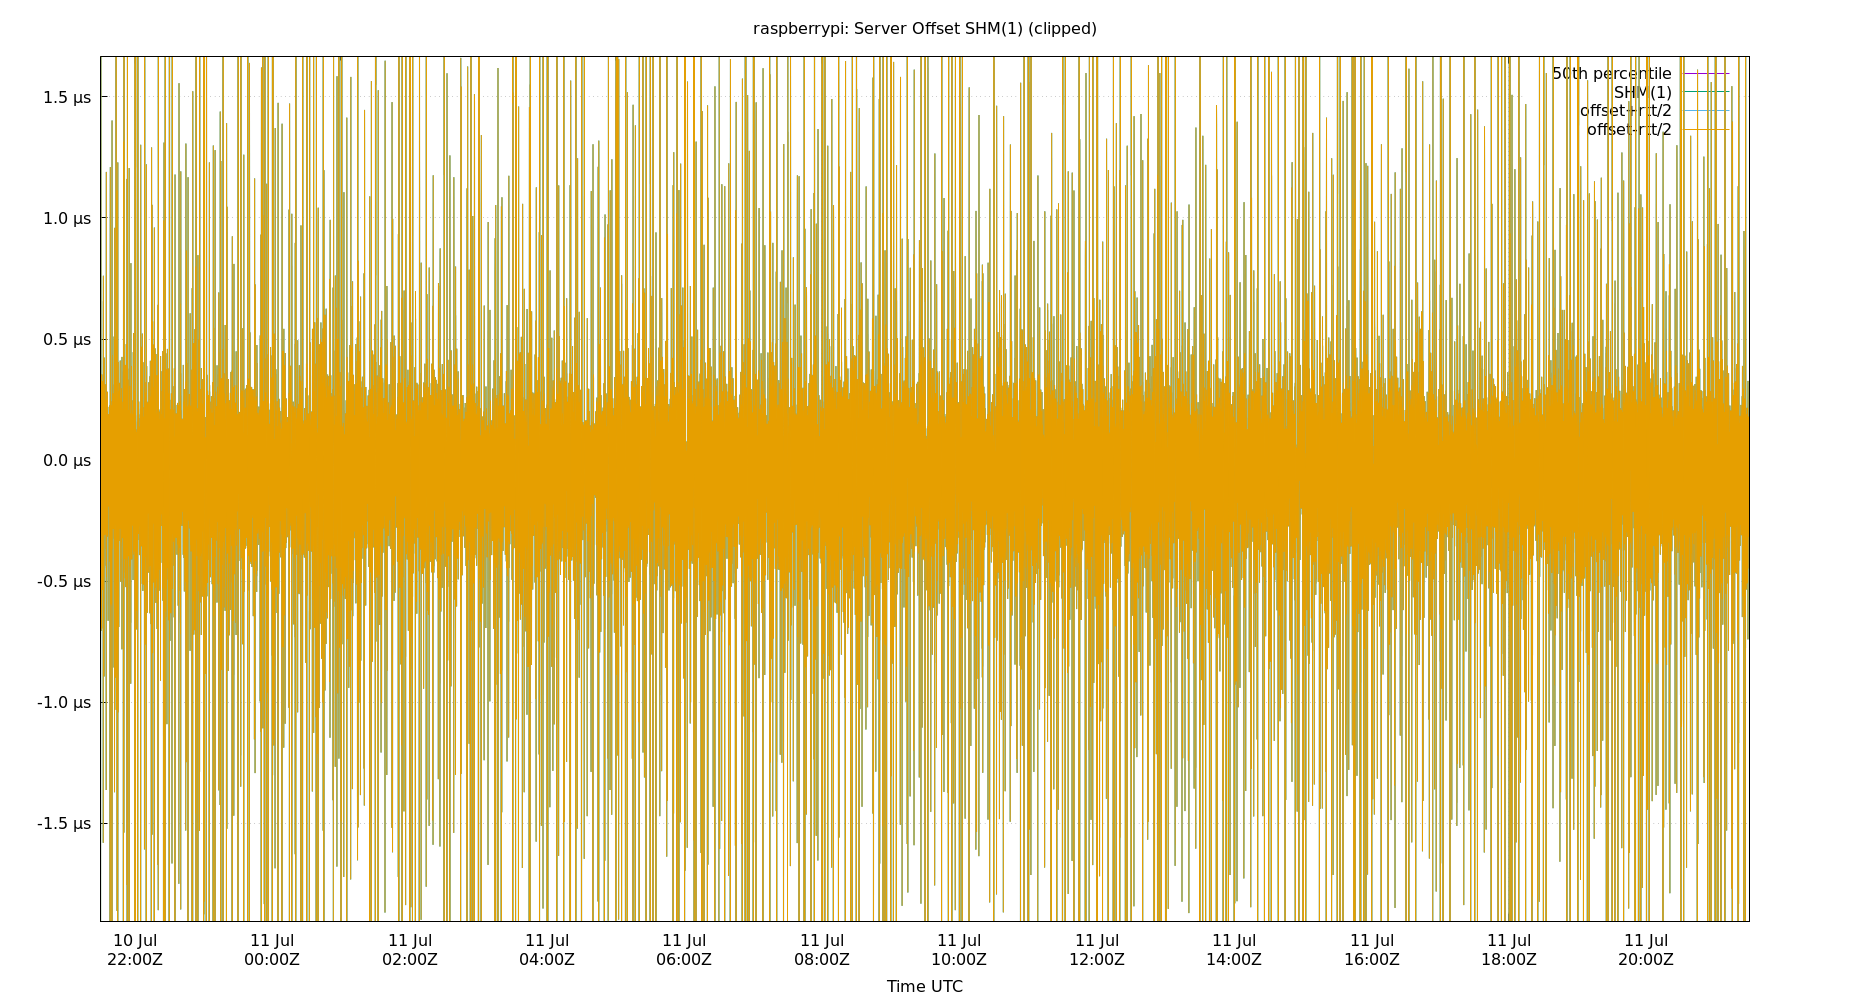 raspberrypi: Server Offset SHM(1) (clipped)
50th percentile
SHM(1)
offset+rtt/2
offset-rtt/2
1.5 µs
1.0 µs
0.5 µs
0.0 µs
-0.5 µs
-1.0 µs
-1.5 µs
10 Jul 11 Jul 11 Jul 11 Jul 11 Jul 11 Jul 11 Jul 11 Jul 11 Jul 11 Jul 11 Jul 11 Jul
22:00Z 00:00Z 02:00Z 04:00Z 06:00Z 08:00Z 10:00Z 12:00Z 14:00Z 16:00Z 18:00Z 20:00Z
Time UTC